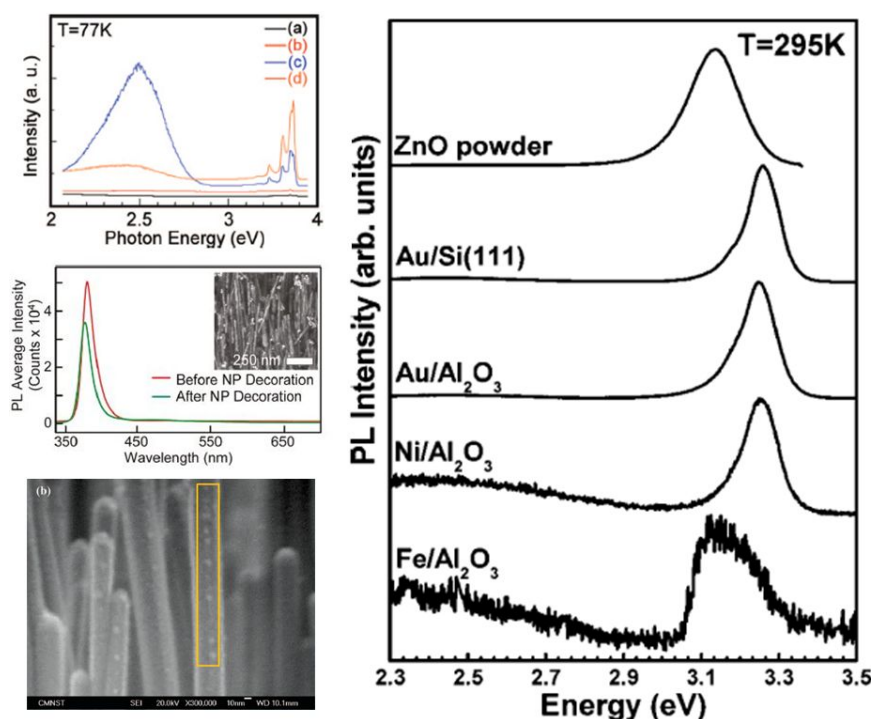 T=77K
(a)
(b)
(c)
(d)
Intensity (a. u.)
2 2.5 3 3.5 4
Photon Energy (eV)
PL Average Intensity
(Counts x 10⁴)
4
2
0
250 nm
Before NP Decoration
After NP Decoration
350 450 550 650
Wavelength (nm)
(b)
CMNST SEI 20.0kV X300,000 10nm WD 10.1mm
T=295K
ZnO powder
Au/Si(111)
Au/Al₂O₃
Ni/Al₂O₃
Fe/Al₂O₃
PL Intensity (arb. units)
2.3 2.5 2.7 2.9 3.1 3.3 3.5
Energy (eV)